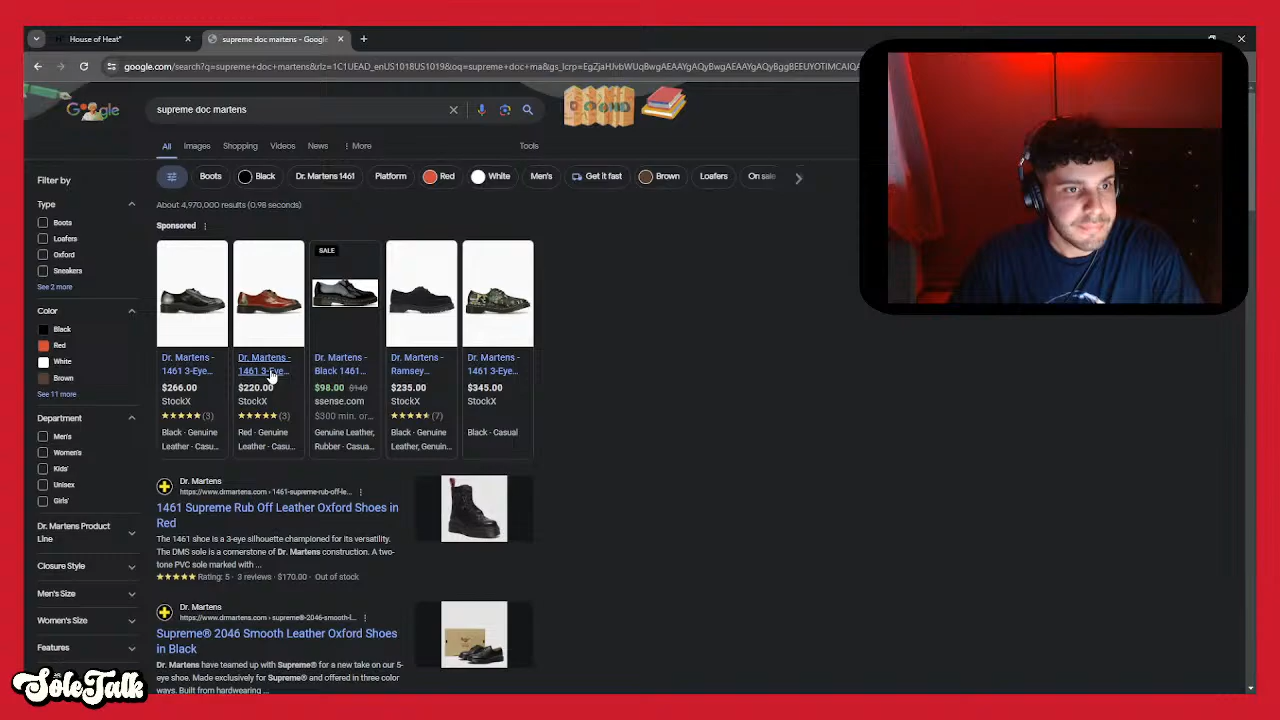 House of Heat°
supreme doc martens - Google
google.com/search?q=supreme+doc+martens&rlz=1C1UEAD_enUS1018US1019&oq=supreme+doc+ma&gs_lcrp=
Google
supreme doc martens
All
Images
Shopping
Videos
News
More
Tools
Boots
Black
Dr. Martens 1461
Platform
Red
White
Men's
Get it fast
Brown
Loafers
On sale
Filter by
About 4,970,000 results (0.98 seconds)
Type
Boots
Loafers
Oxford
Sneakers
See 2 more
Color
Black
Red
White
Brown
See 11 more
Department
Men's
Women's
Kids'
Unisex
Girls'
Dr. Martens Product
Line
Closure Style
Men's Size
Women's Size
Features
Sponsored
Dr. Martens -
1461 3-Eye...
$266.00
StockX
(3)
Black · Genuine
Leather · Casu...
Dr. Martens -
1461 3-Eye...
$220.00
StockX
(3)
Red · Genuine
Leather · Casu...
SALE
Dr. Martens -
Black 1461...
$98.00 $140
ssense.com
$300 min. or...
Genuine Leather,
Rubber · Casua...
Dr. Martens -
Ramsey...
$235.00
StockX
(7)
Black · Genuine
Leather, Genuin...
Dr. Martens -
1461 3-Eye...
$345.00
StockX
Black · Casual
Dr. Martens
https://www.drmartens.com › 1461-supreme-rub-off-le...
1461 Supreme Rub Off Leather Oxford Shoes in
Red
The 1461 shoe is a 3-eye silhouette championed for its versatility.
The DMS sole is a cornerstone of Dr. Martens construction. A two-
tone PVC sole marked with ...
Rating: 5 · 3 reviews · $170.00 · Out of stock
Dr. Martens
https://www.drmartens.com › supreme®-2046-smooth-l...
Supreme® 2046 Smooth Leather Oxford Shoes
in Black
Dr. Martens have teamed up with Supreme® for a new take on our 5-
eye shoe. Made exclusively for Supreme® and offered in three color
ways. Built from hardwearing ...
SoleTalk